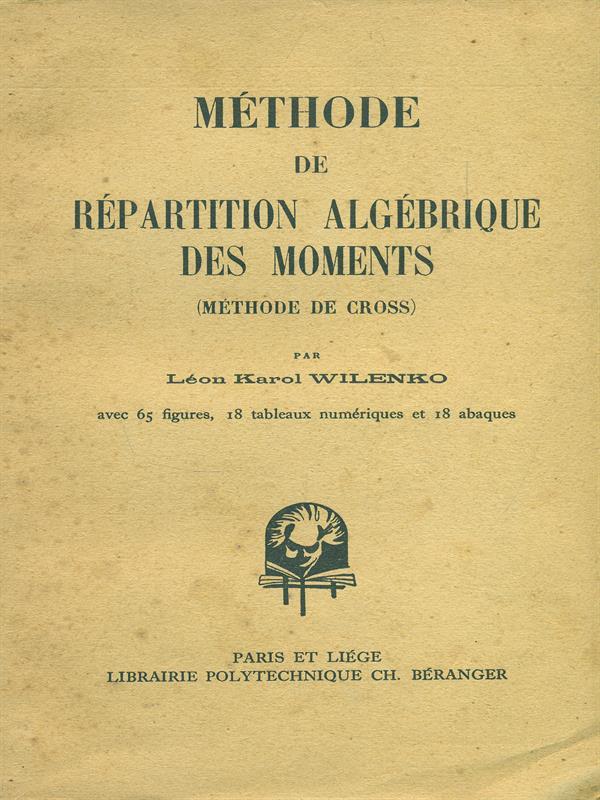 MÉTHODE
DE
RÉPARTITION ALGÉBRIQUE
DES MOMENTS
(MÉTHODE DE CROSS)
PAR
Léon Karol WILENKO
avec 65 figures, 18 tableaux numériques et 18 abaques
PARIS ET LIÉGE
LIBRAIRIE POLYTECHNIQUE CH. BÉRANGER